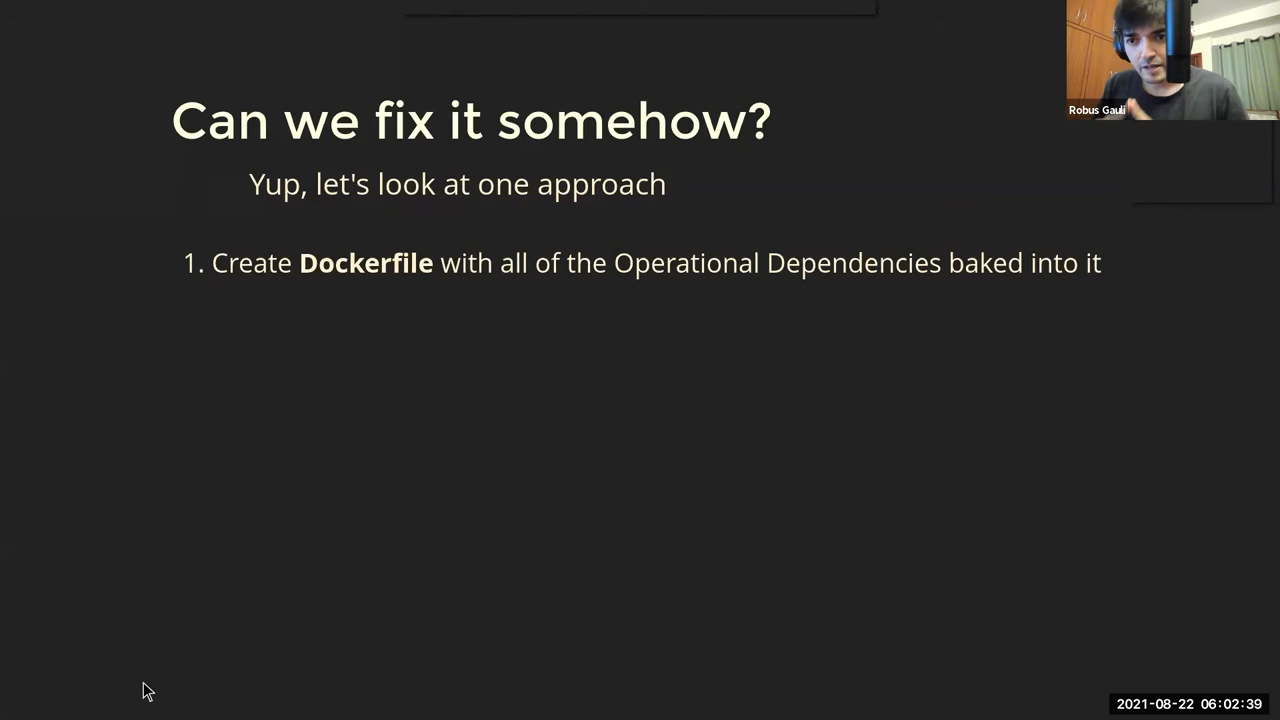 Can we fix it somehow?
Robus Gauli
Yup, let's look at one approach
1. Create Dockerfile with all of the Operational Dependencies baked into it
2021-08-22 06:02:39